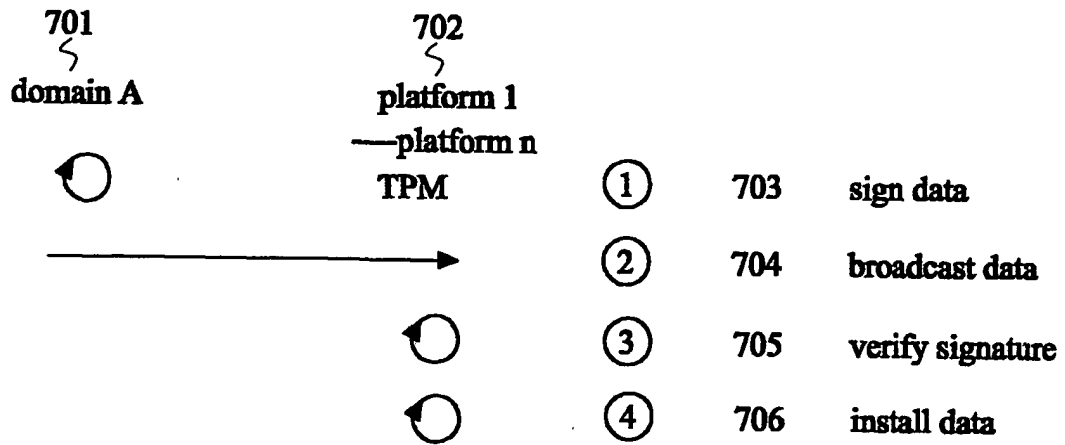 701 702
domain A platform 1
—platform n
TPM ① 703 sign data
② 704 broadcast data
③ 705 verify signature
④ 706 install data